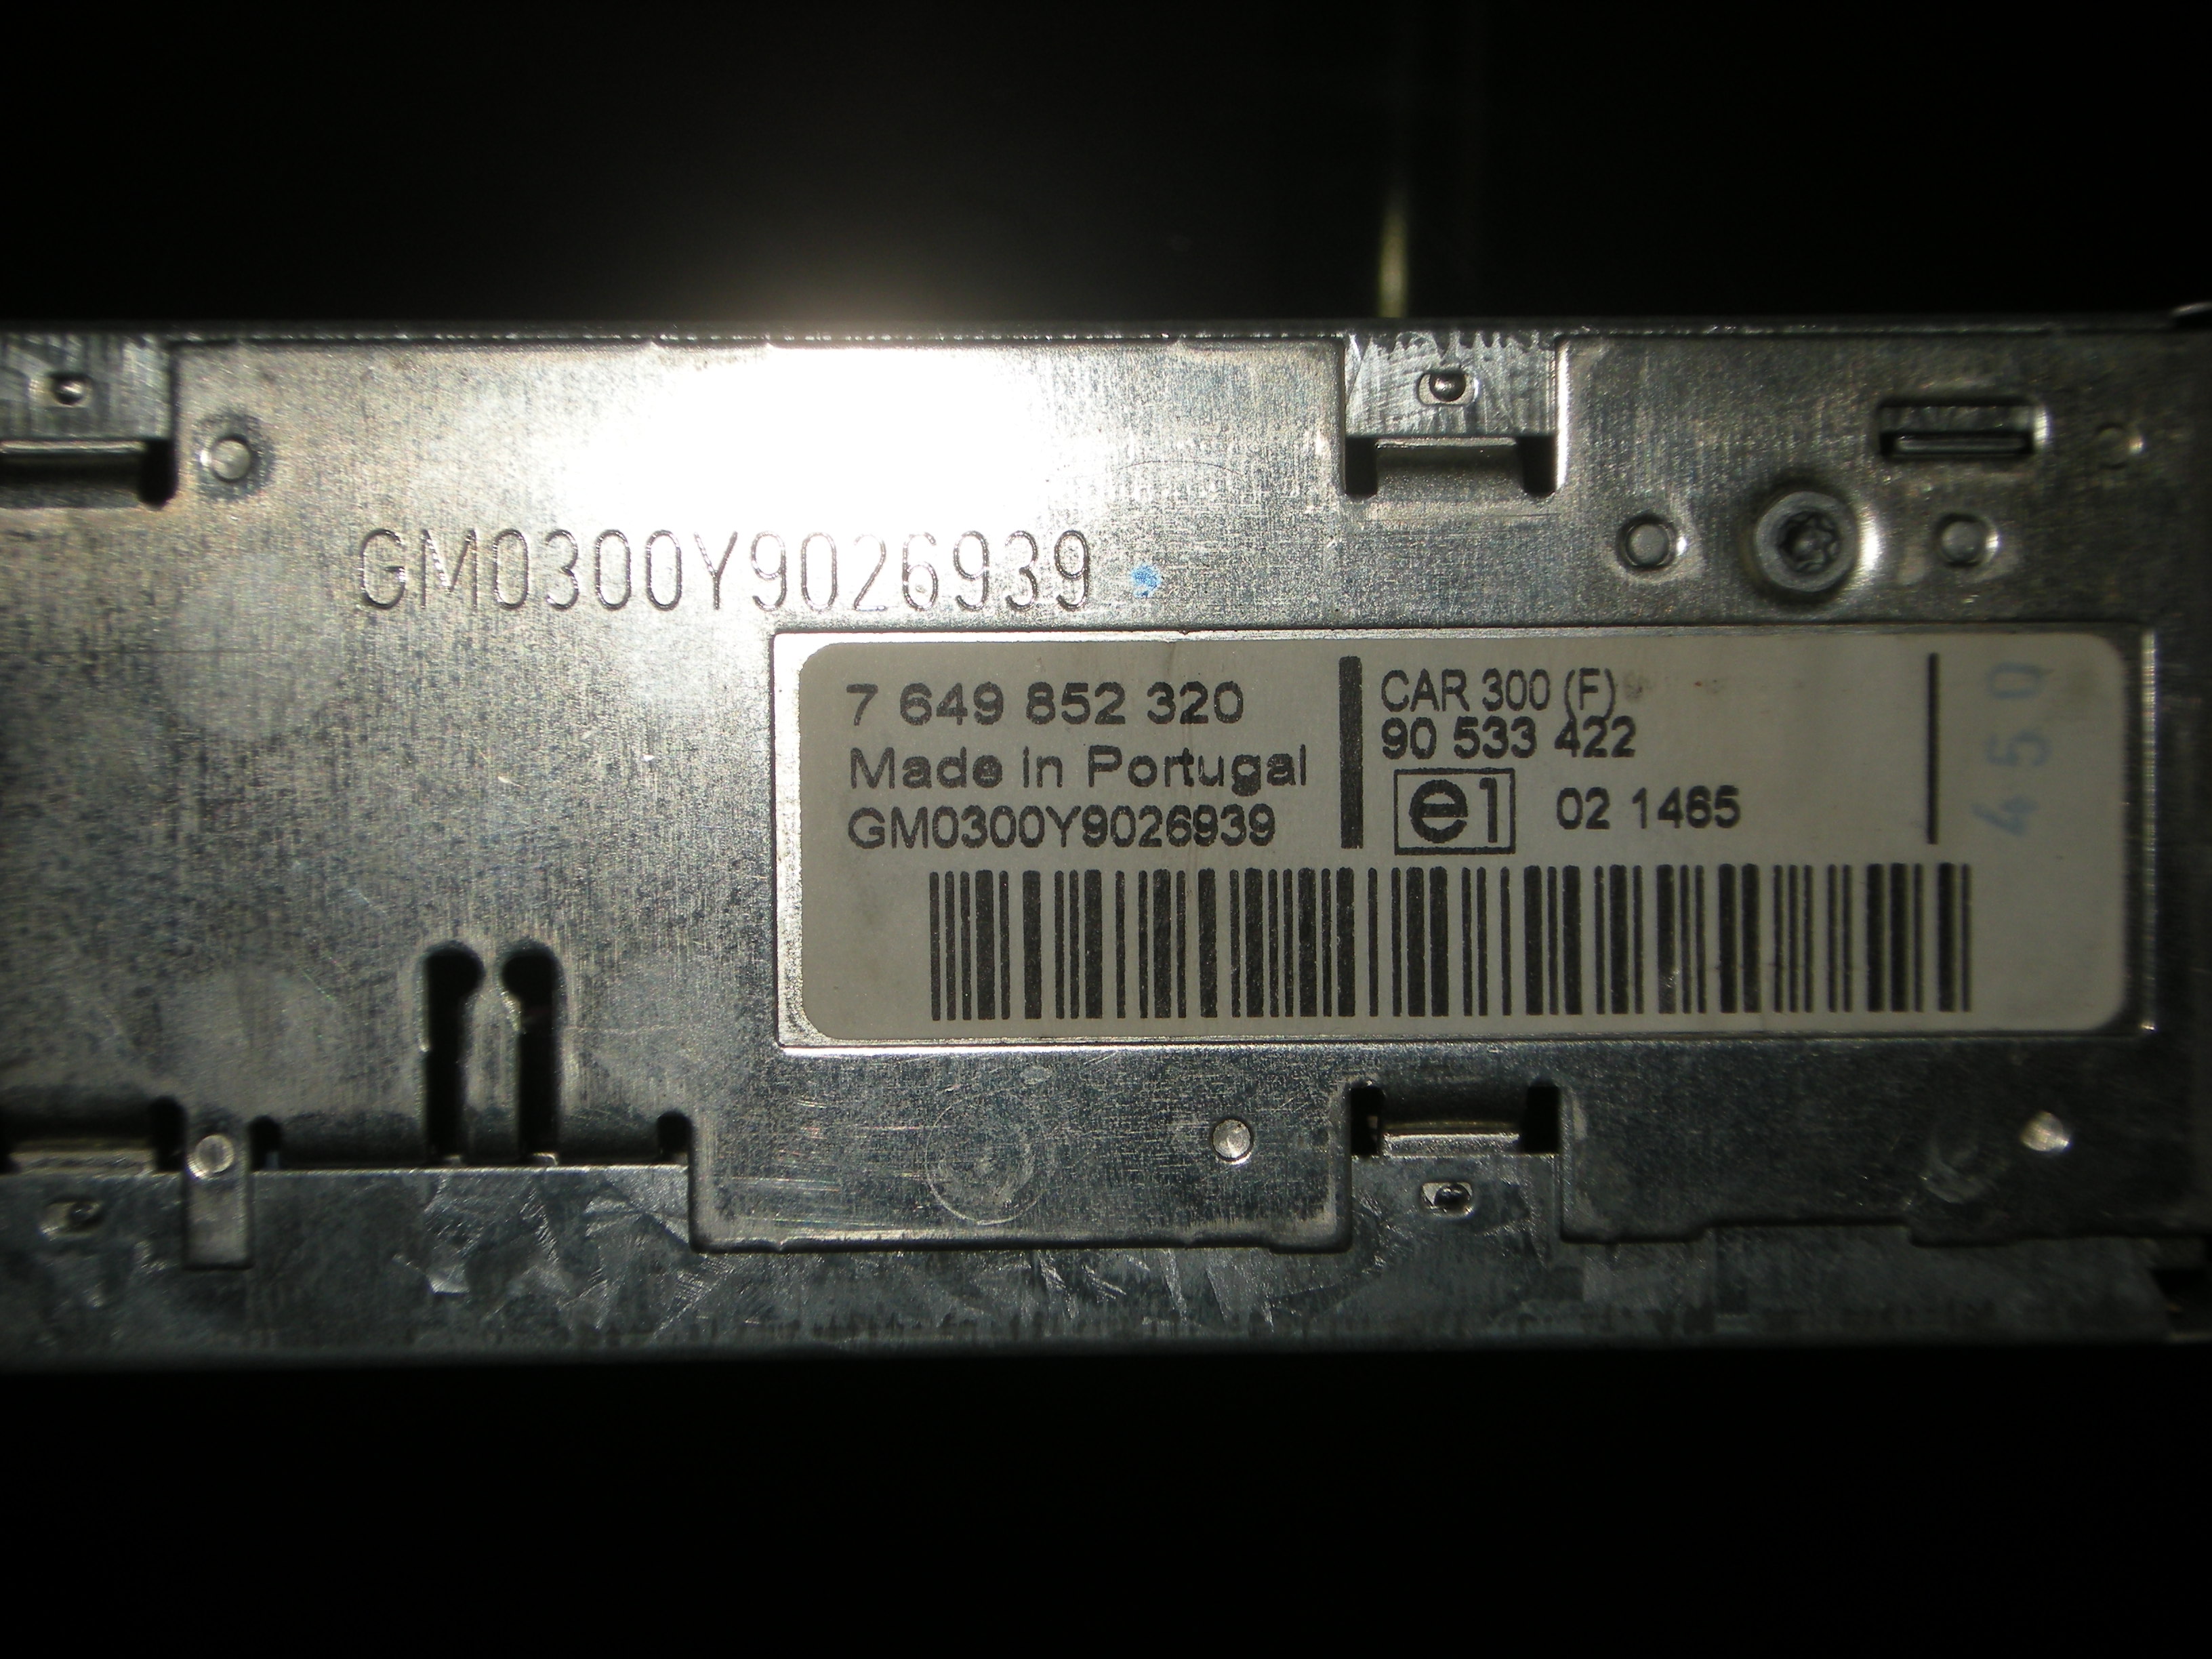 GM0300Y9026939
7 649 852 320
Made in Portugal
GM0300Y9026939
CAR 300 (F)
90 533 422
e1 02 1465
450